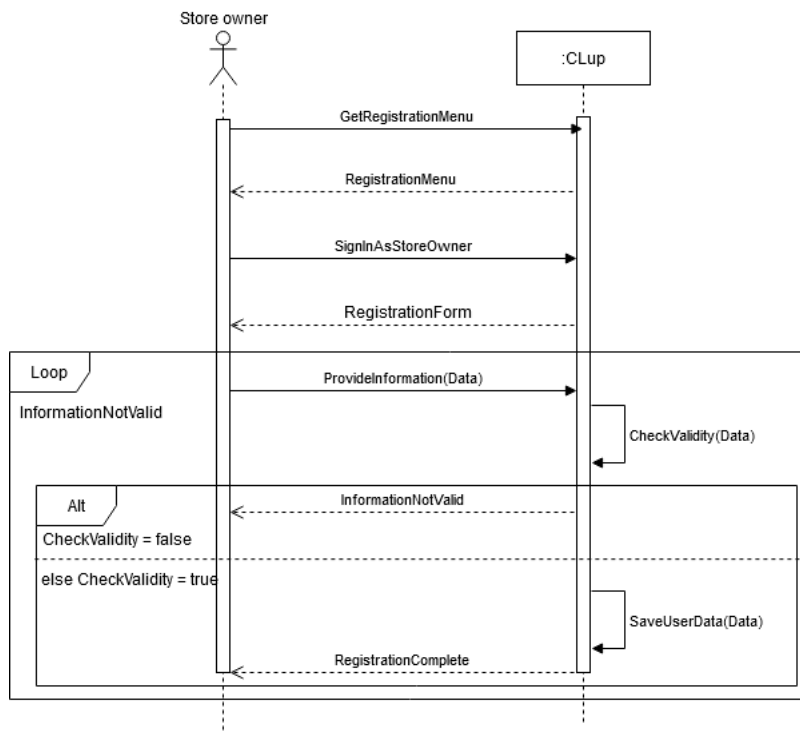 Store owner
:CLup
GetRegistrationMenu
RegistrationMenu
SignInAsStoreOwner
RegistrationForm
Loop
ProvideInformation(Data)
InformationNotValid
CheckValidity(Data)
Alt
InformationNotValid
CheckValidity = false
else CheckValidity = true
SaveUserData(Data)
RegistrationComplete